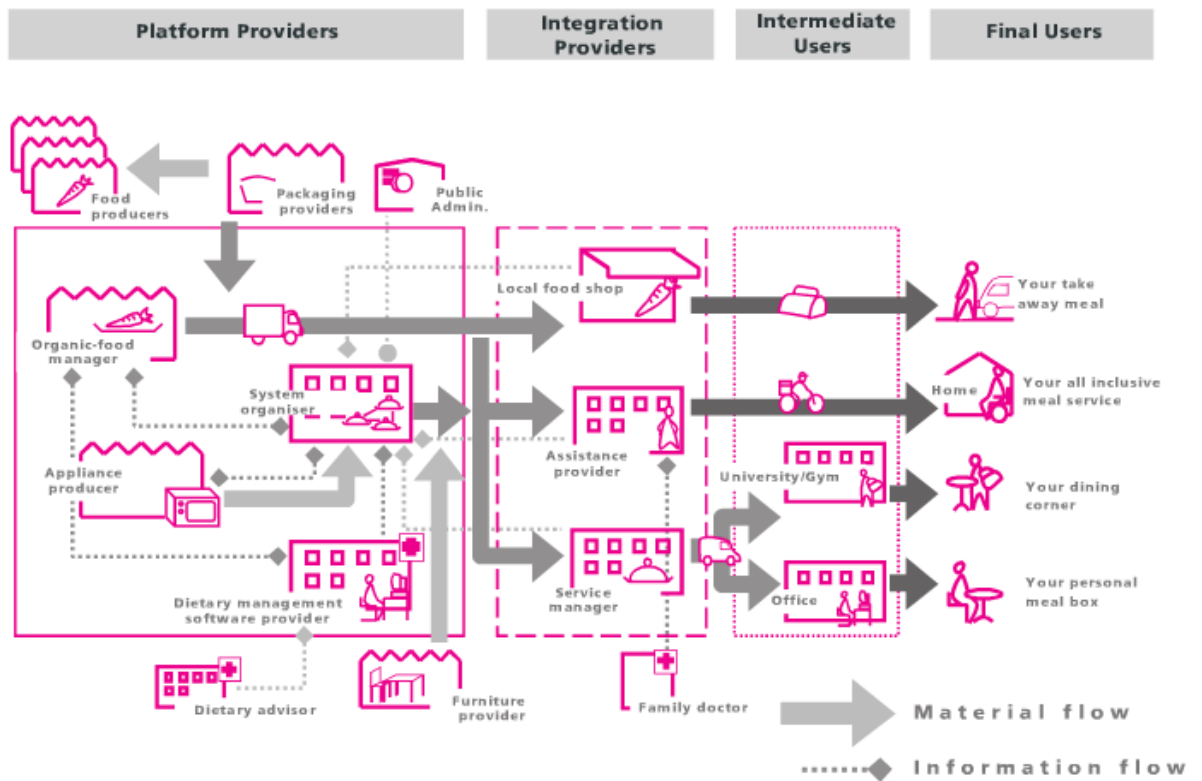 Platform Providers
Integration
Providers
Intermediate
Users
Final Users
Food
producers
Packaging
providers
Public
Admin.
Local food shop
Your take
away meal
Organic-food
manager
System
organiser
Home
Your all inclusive
meal service
Appliance
producer
Assistance
provider
University/Gym
Your dining
corner
Dietary management
software provider
Service
manager
Office
Your personal
meal box
Dietary advisor
Furniture
provider
Family doctor
Material flow
Information flow